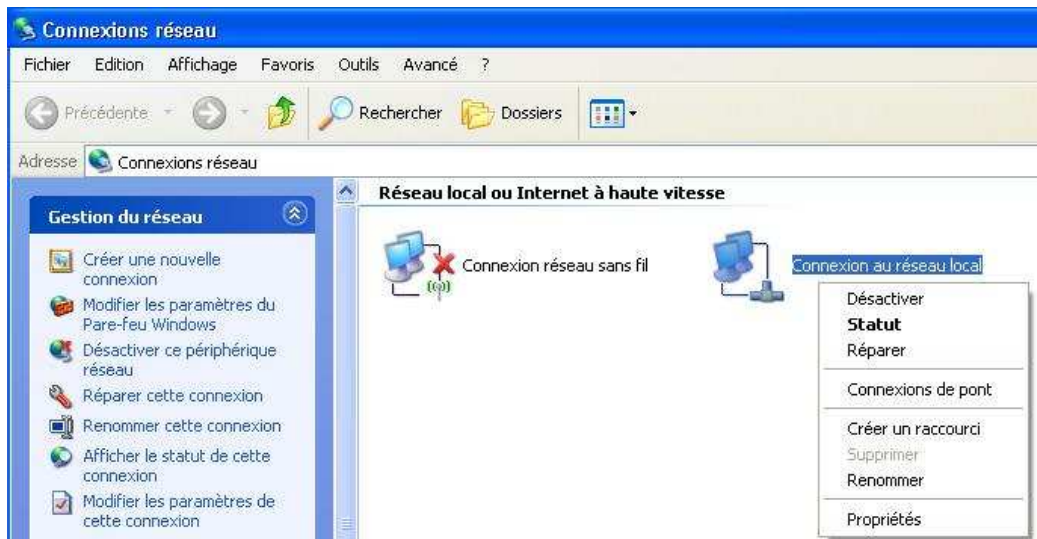 Connexions réseau
Fichier Edition Affichage Favoris Outils Avancé ?
Précédente Rechercher Dossiers
Adresse Connexions réseau
Gestion du réseau
Créer une nouvelle
connexion
Modifier les paramètres du
Pare-feu Windows
Désactiver ce périphérique
réseau
Réparer cette connexion
Renommer cette connexion
Afficher le statut de cette
connexion
Modifier les paramètres de
cette connexion
Réseau local ou Internet à haute vitesse
Connexion réseau sans fil
Connexion au réseau local
Désactiver
Statut
Réparer
Connexions de pont
Créer un raccourci
Supprimer
Renommer
Propriétés